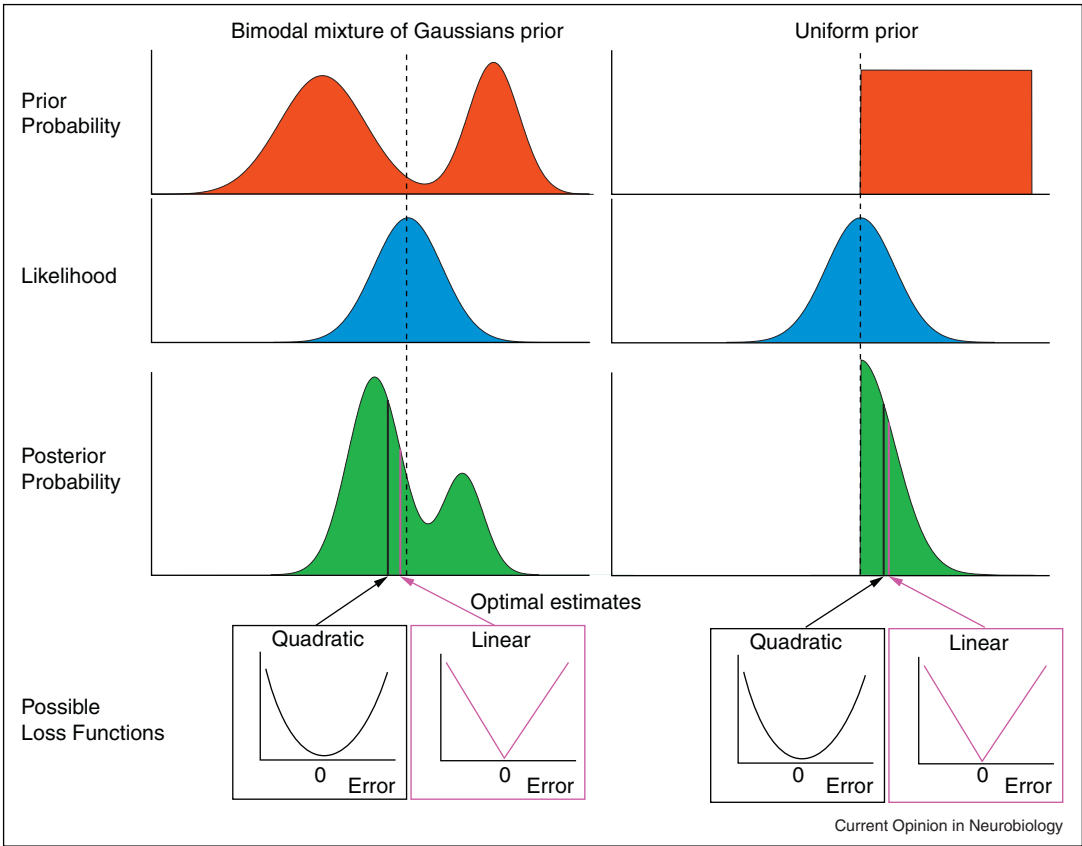 Bimodal mixture of Gaussians prior
Uniform prior
Prior
Probability
Likelihood
Posterior
Probability
Optimal estimates
Quadratic
Linear
Quadratic
Linear
Possible
Loss Functions
0
Error
0
Error
0
Error
0
Error
Current Opinion in Neurobiology